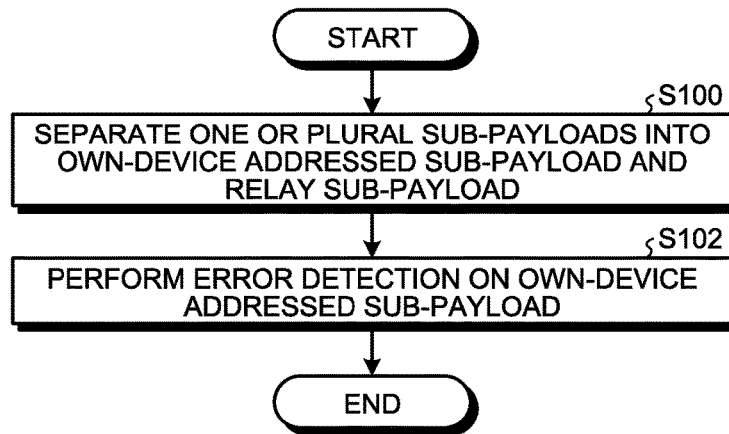 START
S100
SEPARATE ONE OR PLURAL SUB-PAYLOADS INTO
OWN-DEVICE ADDRESSED SUB-PAYLOAD AND
RELAY SUB-PAYLOAD
S102
PERFORM ERROR DETECTION ON OWN-DEVICE
ADDRESSED SUB-PAYLOAD
END